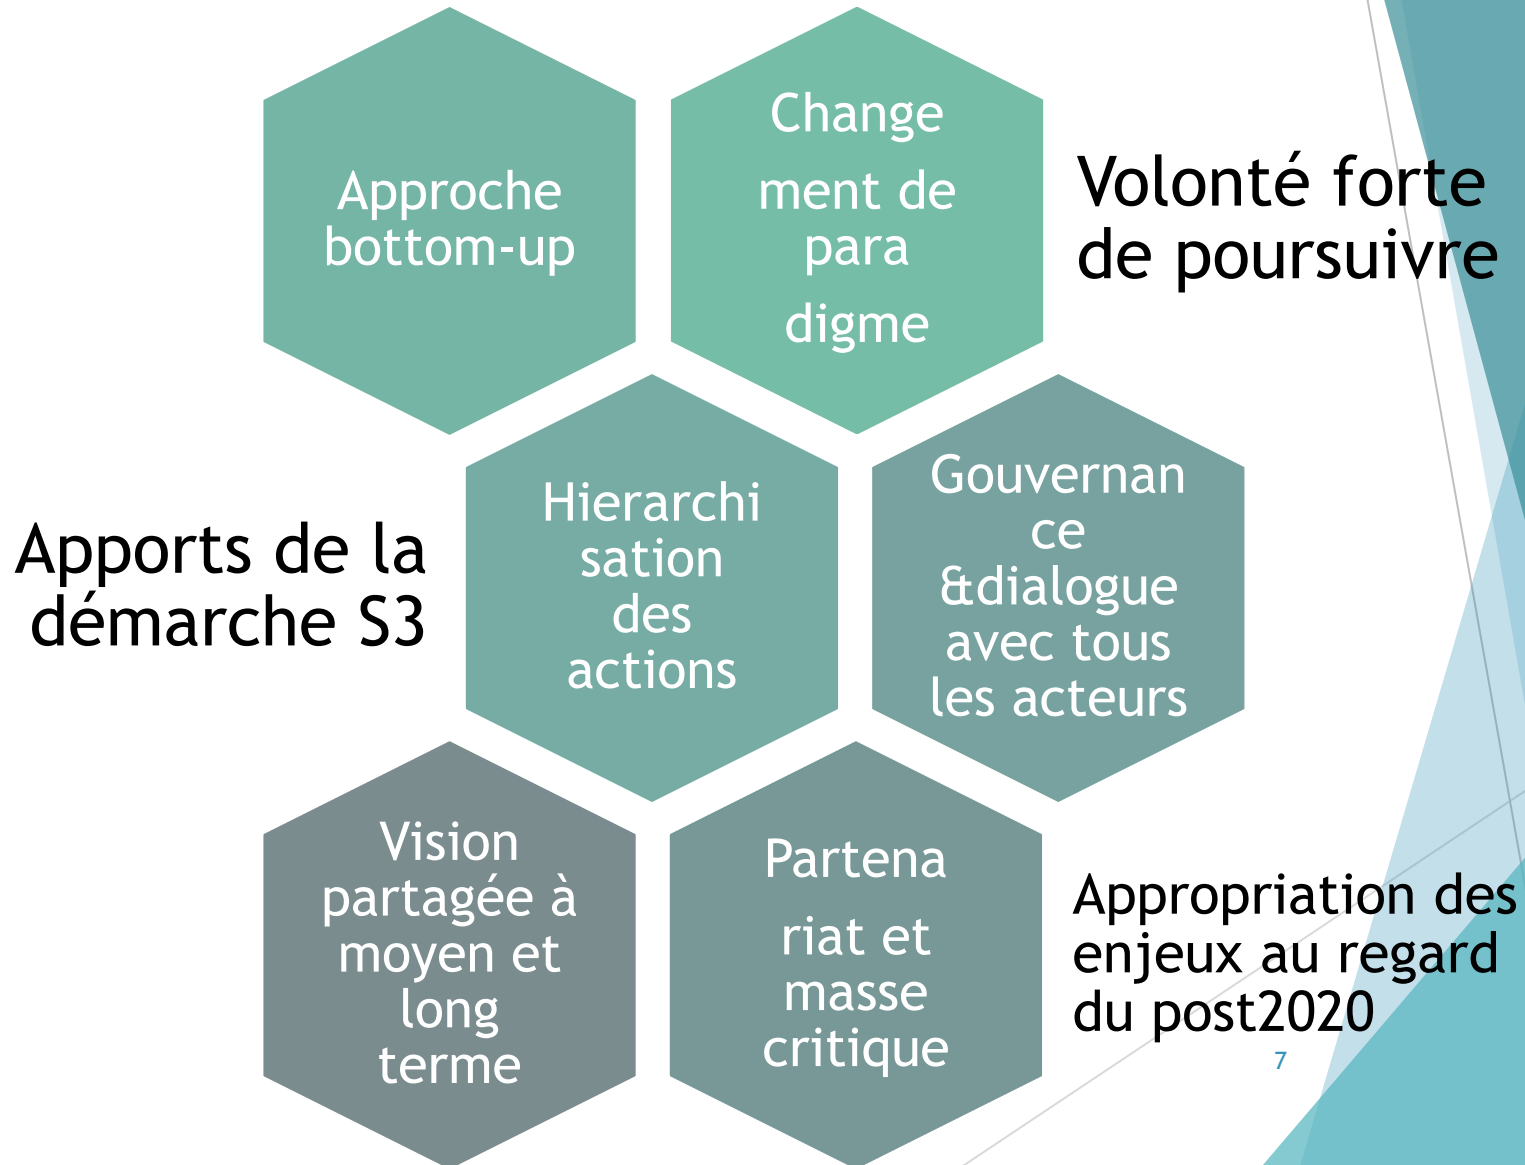 Approche
bottom-up
Change
ment de
para
digme
Volonté forte
de poursuivre
Apports de la
démarche S3
Hierarchi
sation
des
actions
Gouvernan
ce
&dialogue
avec tous
les acteurs
Vision
partagée à
moyen et
long
terme
Partena
riat et
masse
critique
Appropriation des
enjeux au regard
du post2020
7